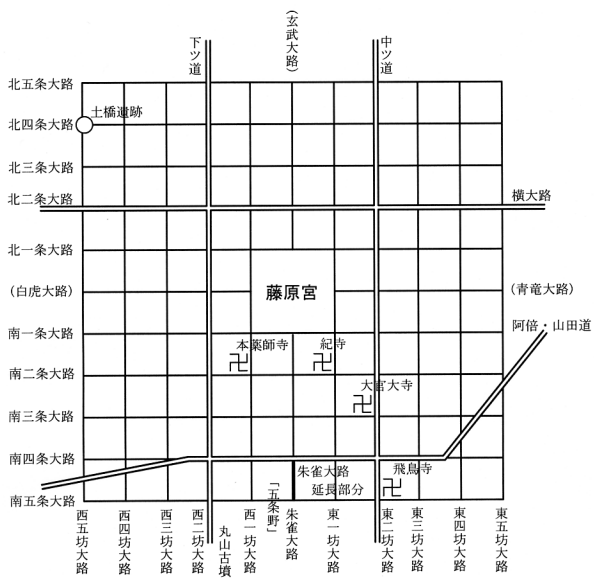 （玄武大路）
下ツ道
中ツ道
北五条大路
土橋遺跡
北四条大路
北三条大路
北二条大路
横大路
北一条大路
（白虎大路）
藤原宮
（青竜大路）
阿倍・山田道
南一条大路
本薬師寺
紀寺
南二条大路
大官大寺
南三条大路
南四条大路
朱雀大路
延長部分
飛鳥寺
南五条大路
西五坊大路
西四坊大路
西三坊大路
西二坊大路
丸山古墳
西一坊大路
「五条野」
朱雀大路
東一坊大路
東二坊大路
東三坊大路
東四坊大路
東五坊大路